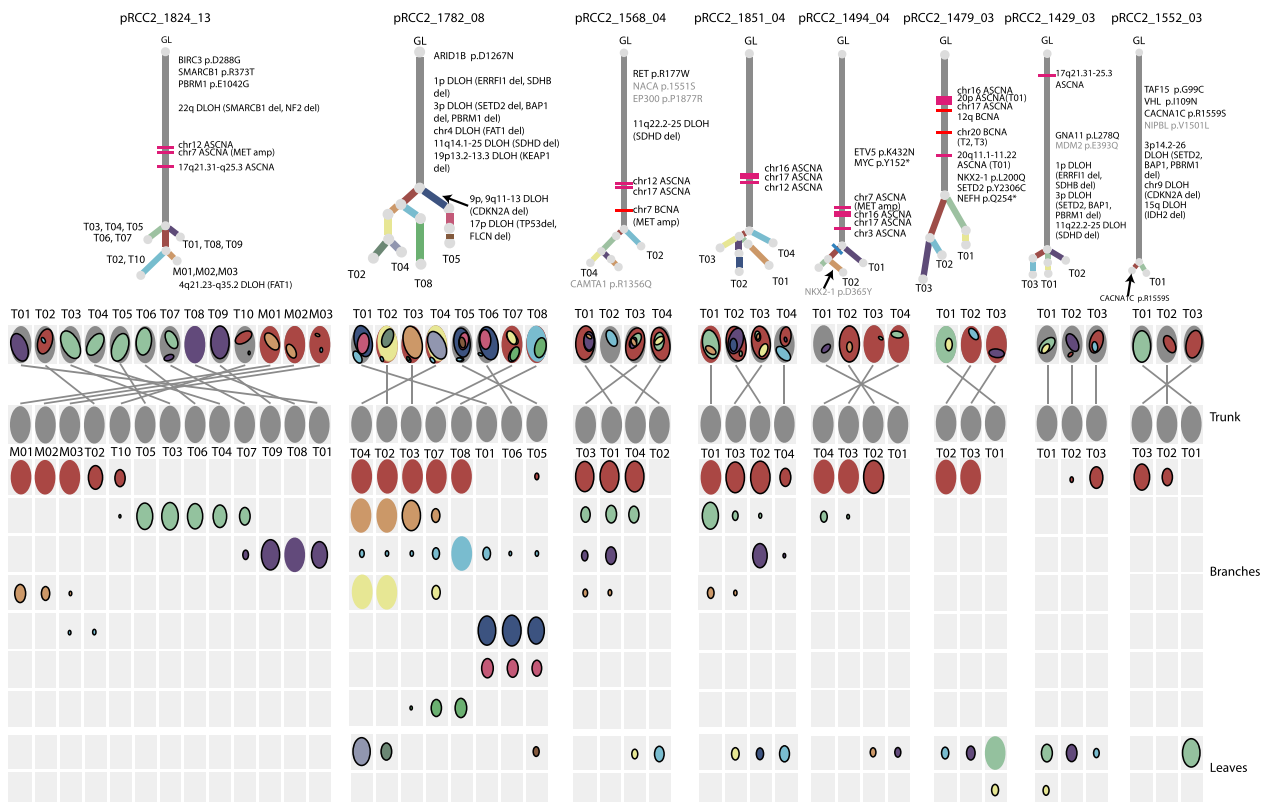 pRCC2_1824_13
GL
BIRC3 p.D288G
SMARCB1 p.R373T
PBRM1 p.E1042G
22q DLOH (SMARCB1 del, NF2 del)
chr12 ASCNA
chr7 ASCNA (MET amp)
17q21.31-q25.3 ASCNA
T03, T04, T05
T06, T07
T01, T08, T09
T02, T10
M01,M02,M03
4q21.23-q35.2 DLOH (FAT1)
pRCC2_1782_08
GL
ARID1B p.D1267N
1p DLOH (ERRFI1 del, SDHB
del)
3p DLOH (SETD2 del, BAP1
del, PBRM1 del)
chr4 DLOH (FAT1 del)
11q14.1-25 DLOH (SDHD del)
19p13.2-13.3 DLOH (KEAP1
del)
9p, 9q11-13 DLOH
(CDKN2A del)
17p DLOH (TP53del,
FLCN del)
T02
T04
T05
T08
pRCC2_1568_04
GL
RET p.R177W
NACA p.1551S
EP300 p.P1877R
11q22.2-25 DLOH
(SDHD del)
chr12 ASCNA
chr17 ASCNA
chr7 BCNA
(MET amp)
T02
T04
CAMTA1 p.R1356Q
pRCC2_1851_04
GL
chr16 ASCNA
chr17 ASCNA
chr12 ASCNA
T03
T04
T01
T02
pRCC2_1494_04
GL
ETV5 p.K432N
MYC p.Y152*
chr7 ASCNA
(MET amp)
chr16 ASCNA
chr17 ASCNA
chr3 ASCNA
T01
T02
NKX2-1 p.D365Y
pRCC2_1479_03
GL
chr16 ASCNA
20p ASCNA(T01)
chr17 ASCNA
12q BCNA
chr20 BCNA
(T2, T3)
20q11.1-11.22
ASCNA (T01)
NKX2-1 p.L200Q
SETD2 p.Y2306C
NEFH p.Q254*
T01
T02
T03
pRCC2_1429_03
GL
17q21.31-25.3
ASCNA
GNA11 p.L278Q
MDM2 p.E393Q
1p DLOH
(ERRFI1 del,
SDHB del)
3p DLOH
(SETD2, BAP1,
PBRM1 del)
11q22.2-25 DLOH
(SDHD del)
T02
T03 T01
pRCC2_1552_03
GL
TAF15 p.G99C
VHL p.I109N
CACNA1C p.R1559S
NIPBL p.V1501L
3p14.2-26
DLOH (SETD2,
BAP1, PBRM1
del)
chr9 DLOH
(CDKN2A del)
15q DLOH
(IDH2 del)
T01
CACNA1C p.R1559S
T01 T02 T03 T04 T05 T06 T07 T08 T09 T10 M01 M02 M03
T01 T02 T03 T04 T05 T06 T07 T08
T01 T02 T03 T04
T01 T02 T03 T04
T01 T02 T03 T04
T01 T02 T03
T01 T02 T03
T01 T02 T03
Trunk
M01 M02 M03 T02 T10 T05 T03 T06 T04 T07 T09 T08 T01
T04 T02 T03 T07 T08 T01 T06 T05
T03 T01 T04 T02
T01 T03 T02 T04
T04 T03 T02 T01
T02 T03 T01
T01 T02 T03
T03 T02 T01
Branches
Leaves